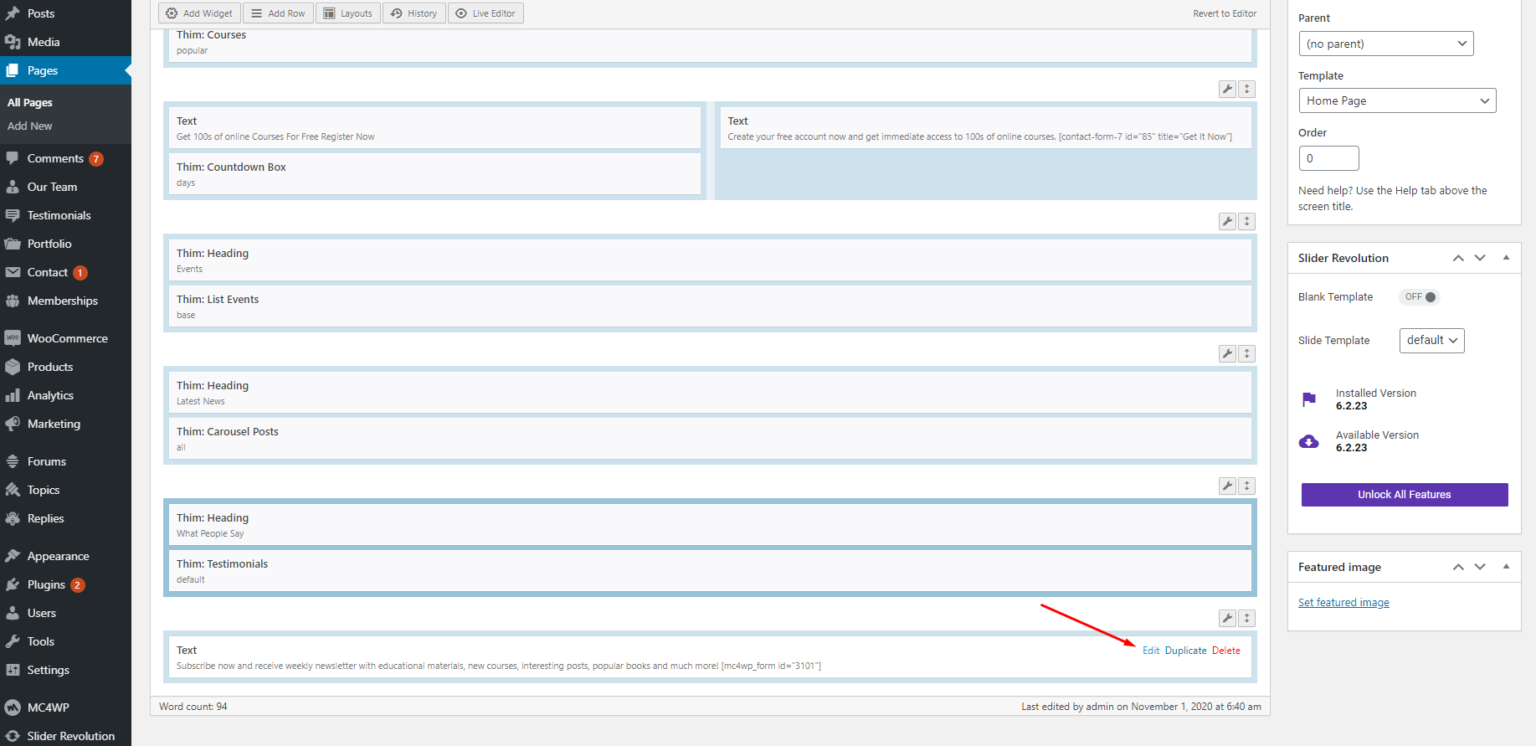 Posts
Media
Pages
All Pages
Add New
Comments 7
Our Team
Testimonials
Portfolio
Contact 1
Memberships
WooCommerce
Products
Analytics
Marketing
Forums
Topics
Replies
Appearance
Plugins 2
Users
Tools
Settings
MC4WP
Slider Revolution
Add Widget Add Row Layouts History Live Editor Revert to Editor
Thim: Courses
popular
Text
Get 100s of online Courses For Free Register Now
Thim: Countdown Box
days
Text
Create your free account now and get immediate access to 100s of online courses. [contact-form-7 id="85" title="Get It Now"]
Thim: Heading
Events
Thim: List Events
base
Thim: Heading
Latest News
Thim: Carousel Posts
all
Thim: Heading
What People Say
Thim: Testimonials
default
Text Edit Duplicate Delete
Subscribe now and receive weekly newsletter with educational materials, new courses, interesting posts, popular books and much more! [mc4wp_form id="3101"]
Word count: 94 Last edited by admin on November 1, 2020 at 6:40 am
Parent
(no parent)
Template
Home Page
Order
0
Need help? Use the Help tab above the
screen title.
Slider Revolution
Blank Template OFF
Slide Template default
Installed Version
6.2.23
Available Version
6.2.23
Unlock All Features
Featured image
Set featured image